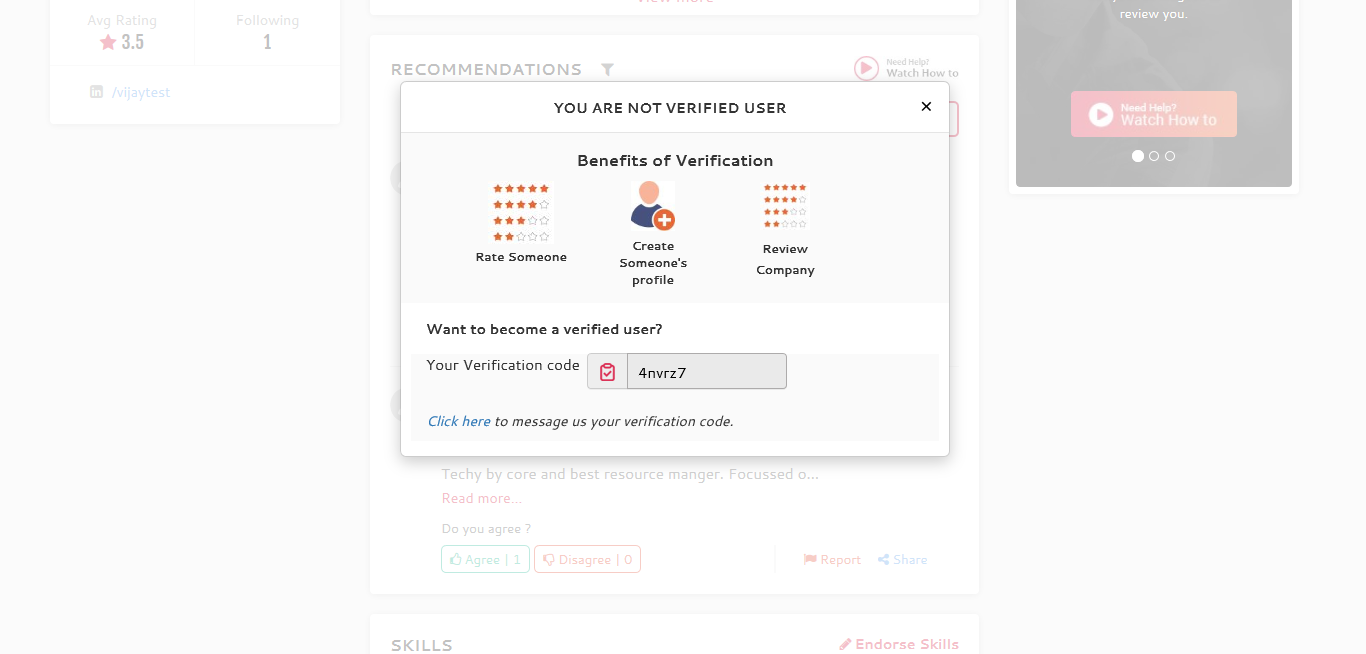 Avg Rating
Following
3.5
1
/vijaytest
View more
RECOMMENDATIONS
Need Help?
Watch How to
review you.
Need Help?
Watch How to
YOU ARE NOT VERIFIED USER
×
Benefits of Verification
Rate Someone
Create
Someone's
profile
Review
Company
Want to become a verified user?
Your Verification code
4nvrz7
Click here to message us your verification code.
Techy by core and best resource manger. Focussed o...
Read more...
Do you agree ?
Agree | 1
Disagree | 0
Report
Share
SKILLS
Endorse Skills